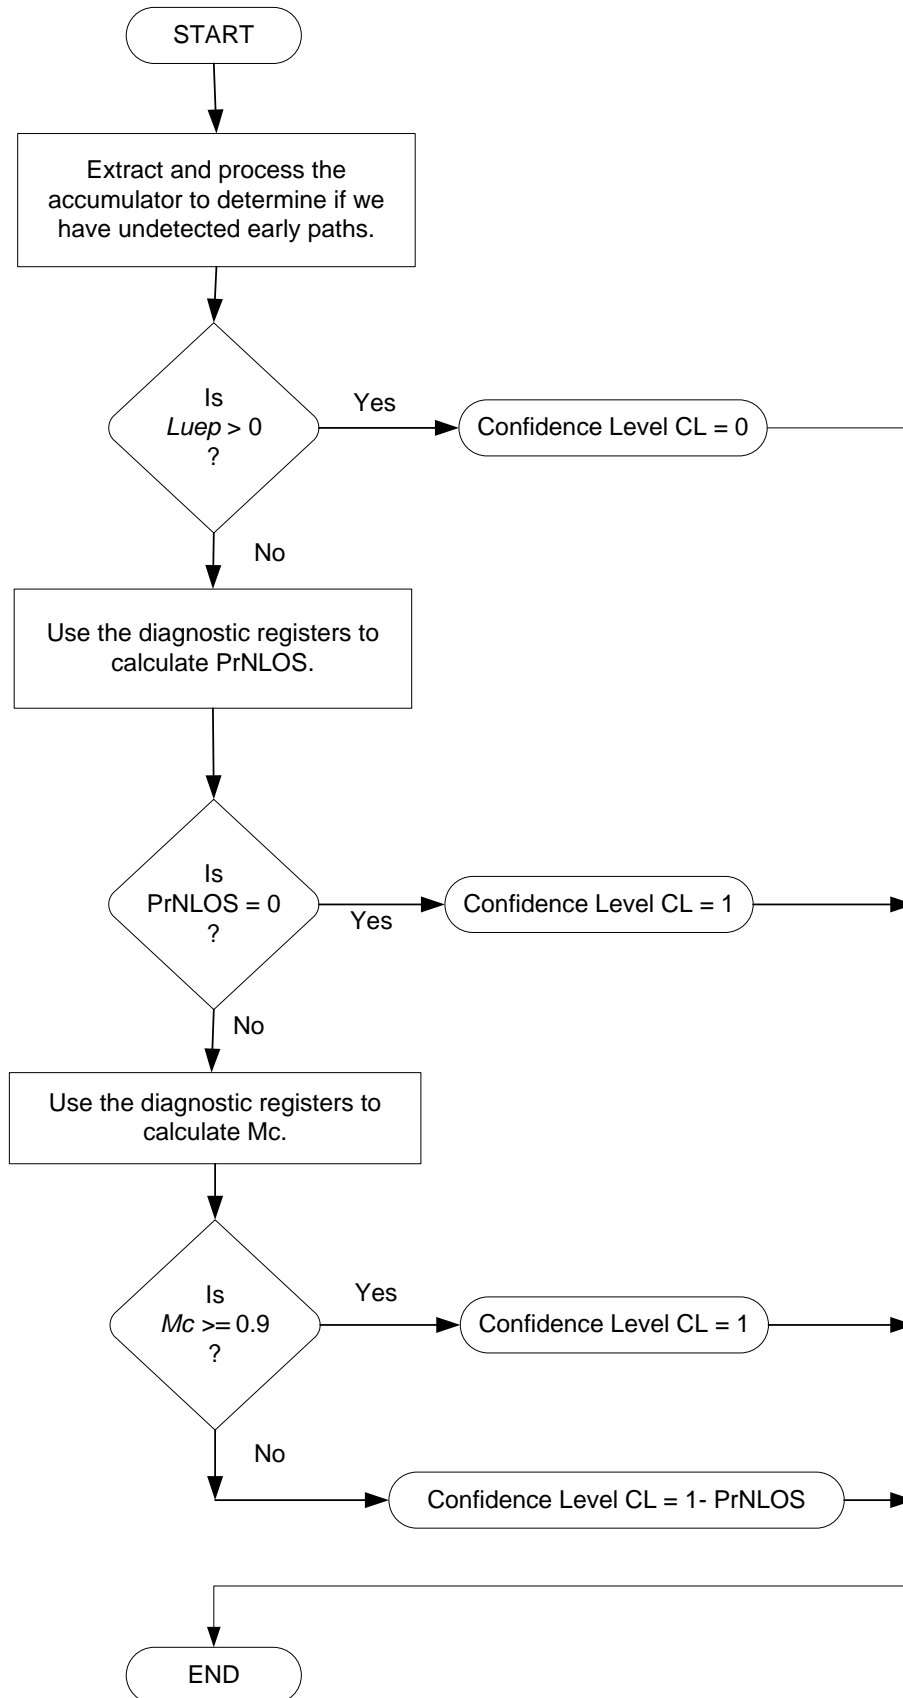 START
Extract and process the
accumulator to determine if we
have undetected early paths.
Is
Luep > 0
?
Yes
Confidence Level CL = 0
No
Use the diagnostic registers to
calculate PrNLOS.
Is
PrNLOS = 0
?
Yes
Confidence Level CL = 1
No
Use the diagnostic registers to
calculate Mc.
Is
Mc >= 0.9
?
Yes
Confidence Level CL = 1
No
Confidence Level CL = 1- PrNLOS
END